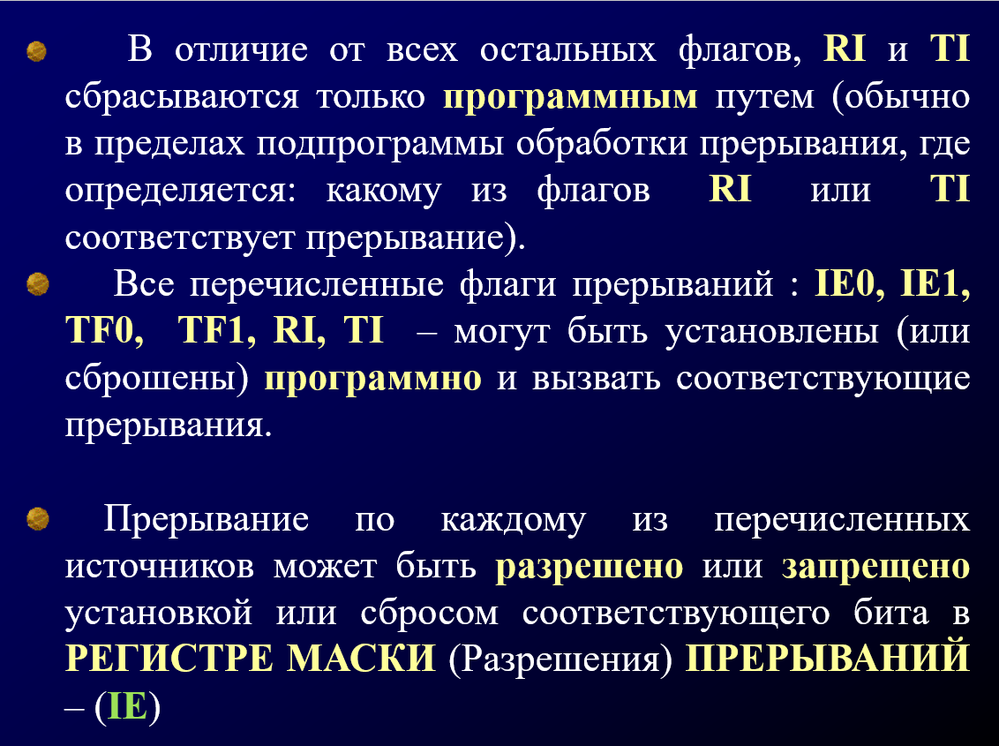 В отличие от всех остальных флагов, RI и TI
сбрасываются только программным путем (обычно
в пределах подпрограммы обработки прерывания, где
определяется: какому из флагов RI или TI
соответствует прерывание).
Все перечисленные флаги прерываний : IE0, IE1,
TF0, TF1, RI, TI – могут быть установлены (или
сброшены) программно и вызвать соответствующие
прерывания.
Прерывание по каждому из перечисленных
источников может быть разрешено или запрещено
установкой или сбросом соответствующего бита в
РЕГИСТРЕ МАСКИ (Разрешения) ПРЕРЫВАНИЙ
– (IE)